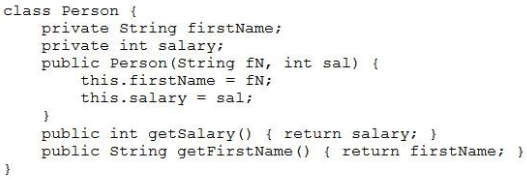 class Person {
    private String firstName;
    private int salary;
    public Person(String fN, int sal) {
        this.firstName = fN;
        this.salary = sal;
    }
    public int getSalary() { return salary; }
    public String getFirstName() { return firstName; }
}